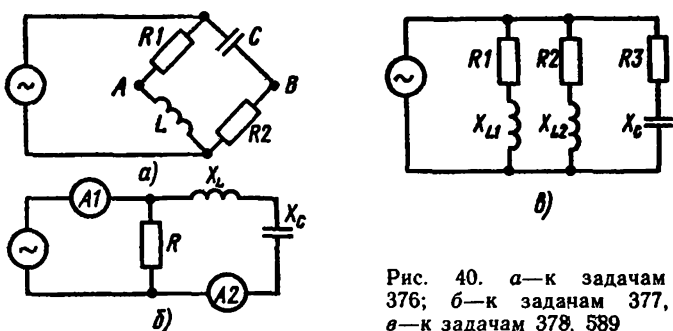 R1
C
A
B
L
R2
~
а)
A1
X_L
X_C
R
A2
~
б)
R1
R2
R3
X_L1
X_L2
X_C
~
в)
Рис. 40. а—к задачам
376; б—к заданам 377,
в—к задачам 378, 589